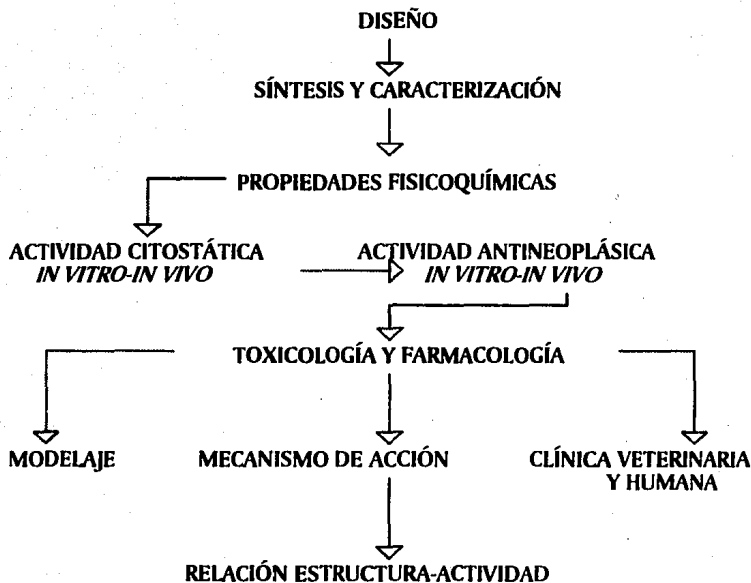 DISEÑO
SÍNTESIS Y CARACTERIZACIÓN
PROPIEDADES FISICOQUÍMICAS
ACTIVIDAD CITOSTÁTICA
IN VITRO-IN VIVO
ACTIVIDAD ANTINEOPLÁSICA
IN VITRO-IN VIVO
TOXICOLOGÍA Y FARMACOLOGÍA
MODELAJE
MECANISMO DE ACCIÓN
CLÍNICA VETERINARIA
Y HUMANA
RELACIÓN ESTRUCTURA-ACTIVIDAD